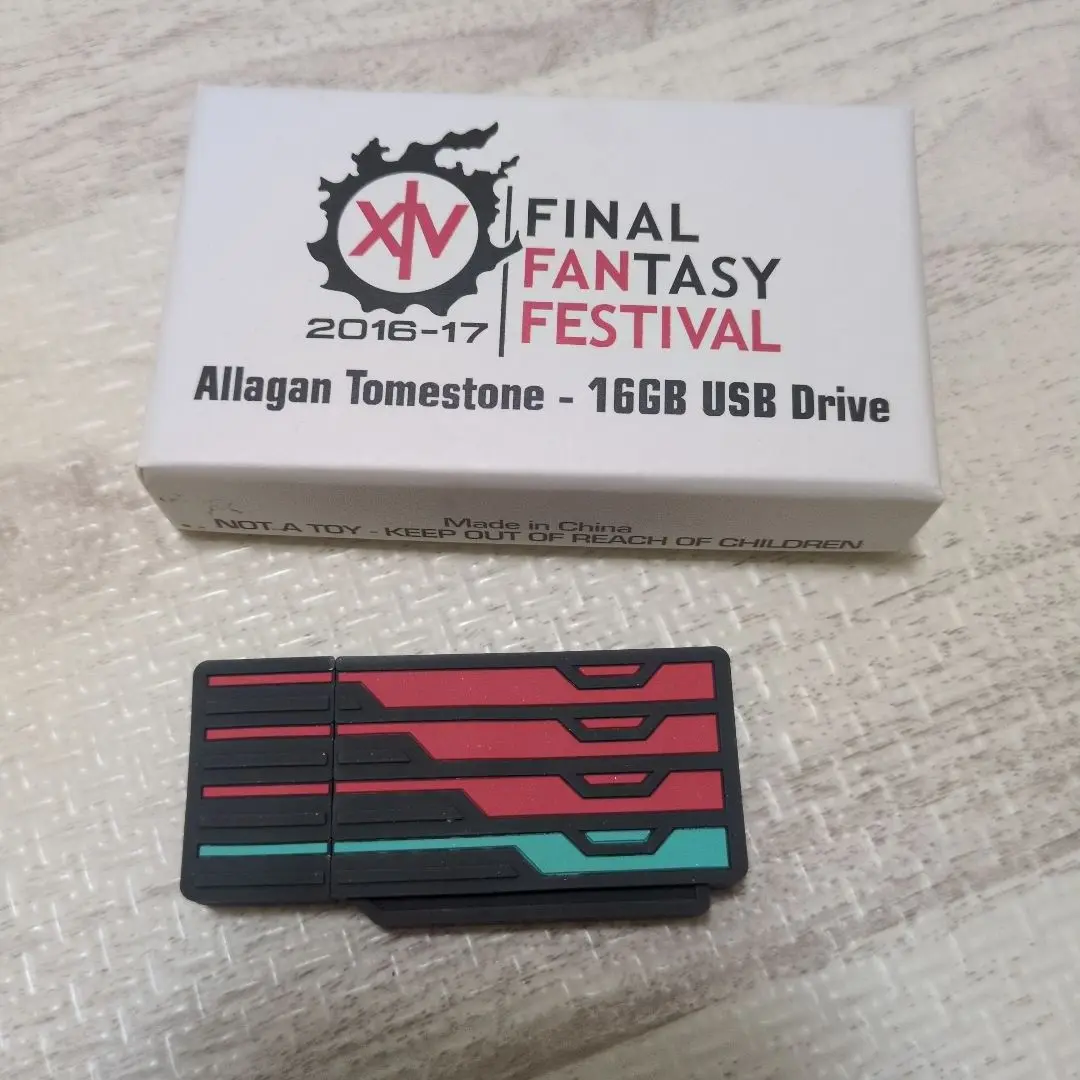 XIV
FINAL
FANTASY
FESTIVAL
2016-17
Allagan Tomestone - 16GB USB Drive
Made in China
NOT A TOY - KEEP OUT OF REACH OF CHILDREN